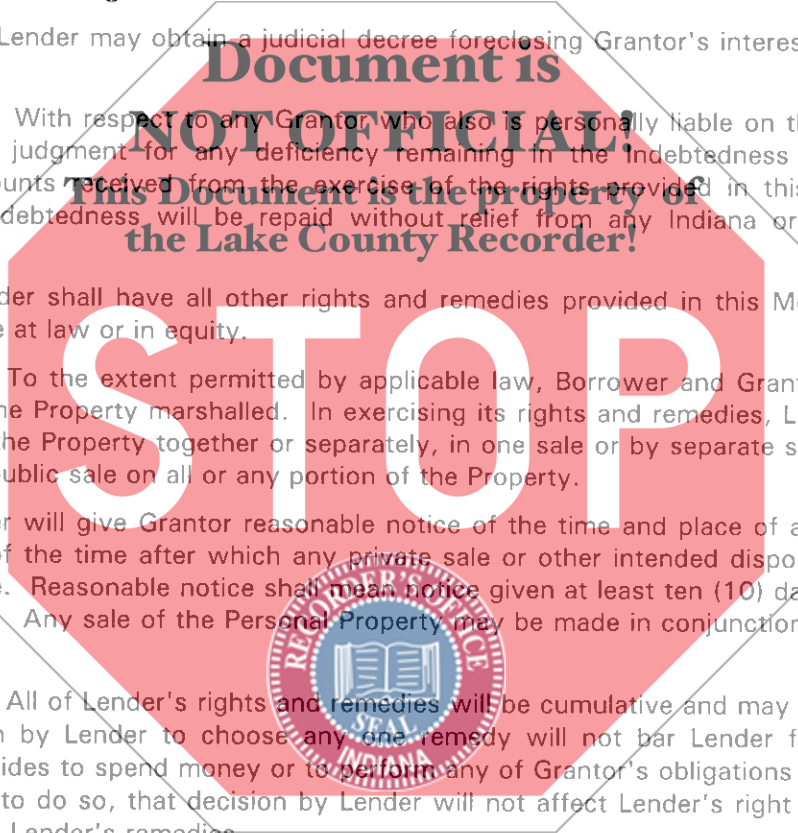 Lender may obtain a judicial decree foreclosing Grantor's interes
Document is
With respect to any Grantor who also is personally liable on th
NOT OFFICIAL!
judgment for any deficiency remaining in the Indebtedness
unts received from the exercise of the rights provided in this
This Document is the property of
debtedness will be repaid without relief from any Indiana or
the Lake County Recorder!
der shall have all other rights and remedies provided in this Mo
e at law or in equity.
STOP
To the extent permitted by applicable law, Borrower and Grant
he Property marshalled. In exercising its rights and remedies, L
the Property together or separately, in one sale or by separate s
ublic sale on all or any portion of the Property.
er will give Grantor reasonable notice of the time and place of a
f the time after which any private sale or other intended dispo
e. Reasonable notice shall mean notice given at least ten (10) da
Any sale of the Personal Property may be made in conjunction
RECORDER'S OFFICE
SEAL
INDIANA
All of Lender's rights and remedies will be cumulative and may
n by Lender to choose any one remedy will not bar Lender f
ides to spend money or to perform any of Grantor's obligations
to do so, that decision by Lender will not affect Lender's right
Lender's remedies